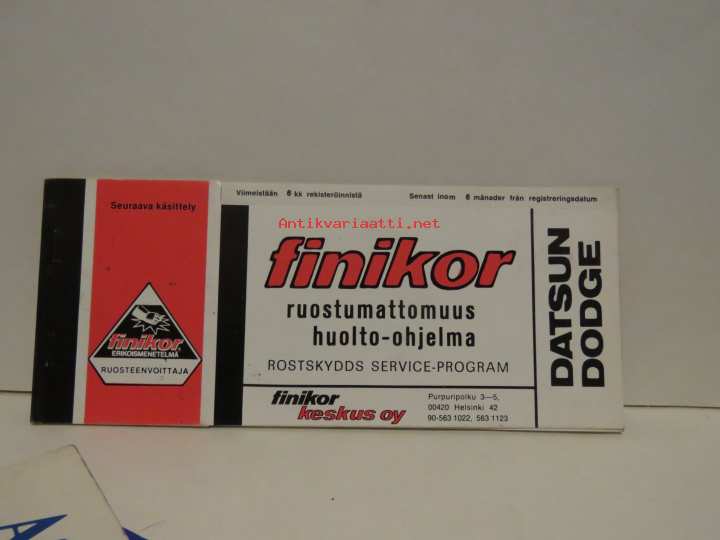 Seuraava käsittely
finikor
ERIKOISMENETELMÄ
RUOSTEENVOITTAJA
Viimeistään 6 kk rekisteröinnistä
Senast inom 6 månader från registreringsdatum
Antikvariaatti.net
finikor
ruostumattomuus
huolto-ohjelma
ROSTSKYDDS SERVICE-PROGRAM
finikor
keskus oy
Purpuripolku 3—5,
00420 Helsinki 42
90-563 1022, 563 1123
DATSUN
DODGE